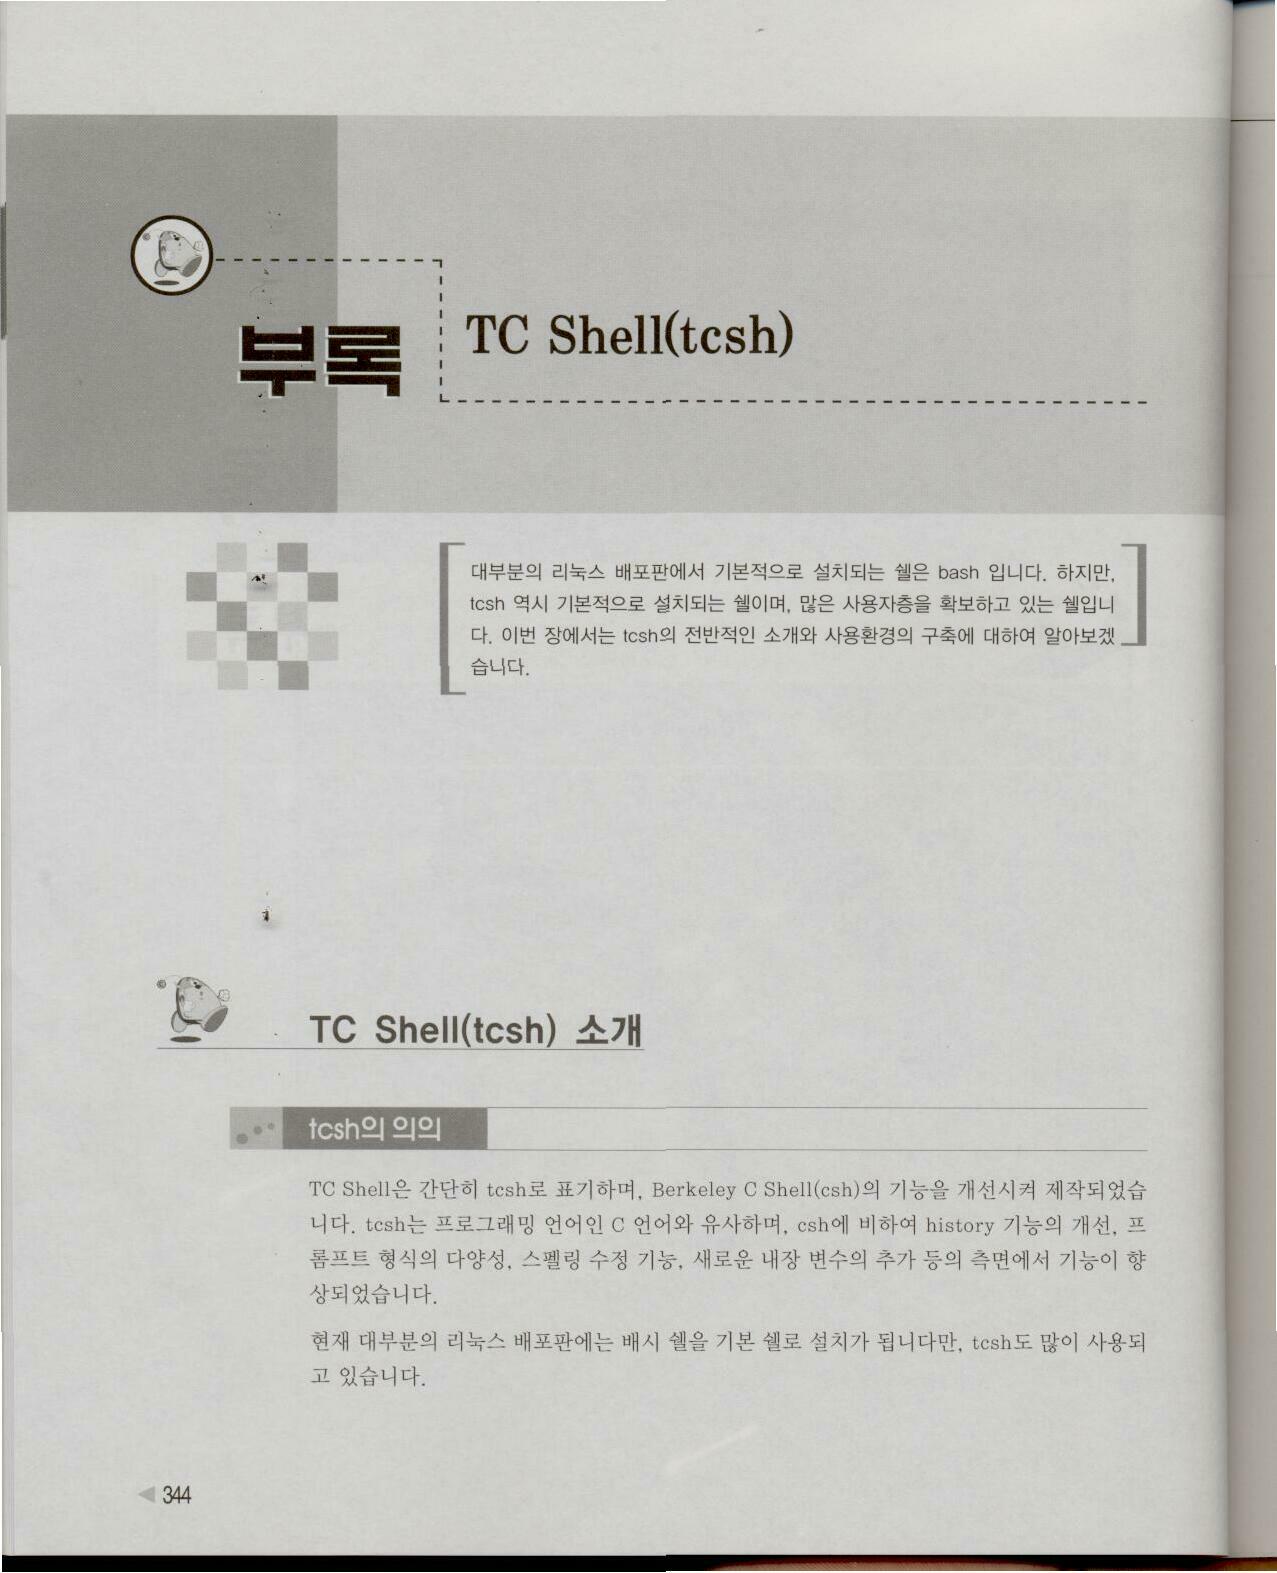 부록
TC Shell(tcsh)
대부분의 리눅스 배포판에서 기본적으로 설치되는 쉘은 bash 입니다. 하지만,
tcsh 역시 기본적으로 설치되는 쉘이며, 많은 사용자층을 확보하고 있는 쉘입니
다. 이번 장에서는 tcsh의 전반적인 소개와 사용환경의 구축에 대하여 알아보겠
습니다.
TC Shell(tcsh) 소개
tcsh의 의의
TC Shell은 간단히 tcsh로 표기하며, Berkeley C Shell(csh)의 기능을 개선시켜 제작되었습
니다. tcsh는 프로그래밍 언어인 C 언어와 유사하며, csh에 비하여 history 기능의 개선, 프
롬프트 형식의 다양성, 스펠링 수정 기능, 새로운 내장 변수의 추가 등의 측면에서 기능이 향
상되었습니다.
현재 대부분의 리눅스 배포판에는 배시 쉘을 기본 쉘로 설치가 됩니다만, tcsh도 많이 사용되
고 있습니다.
344